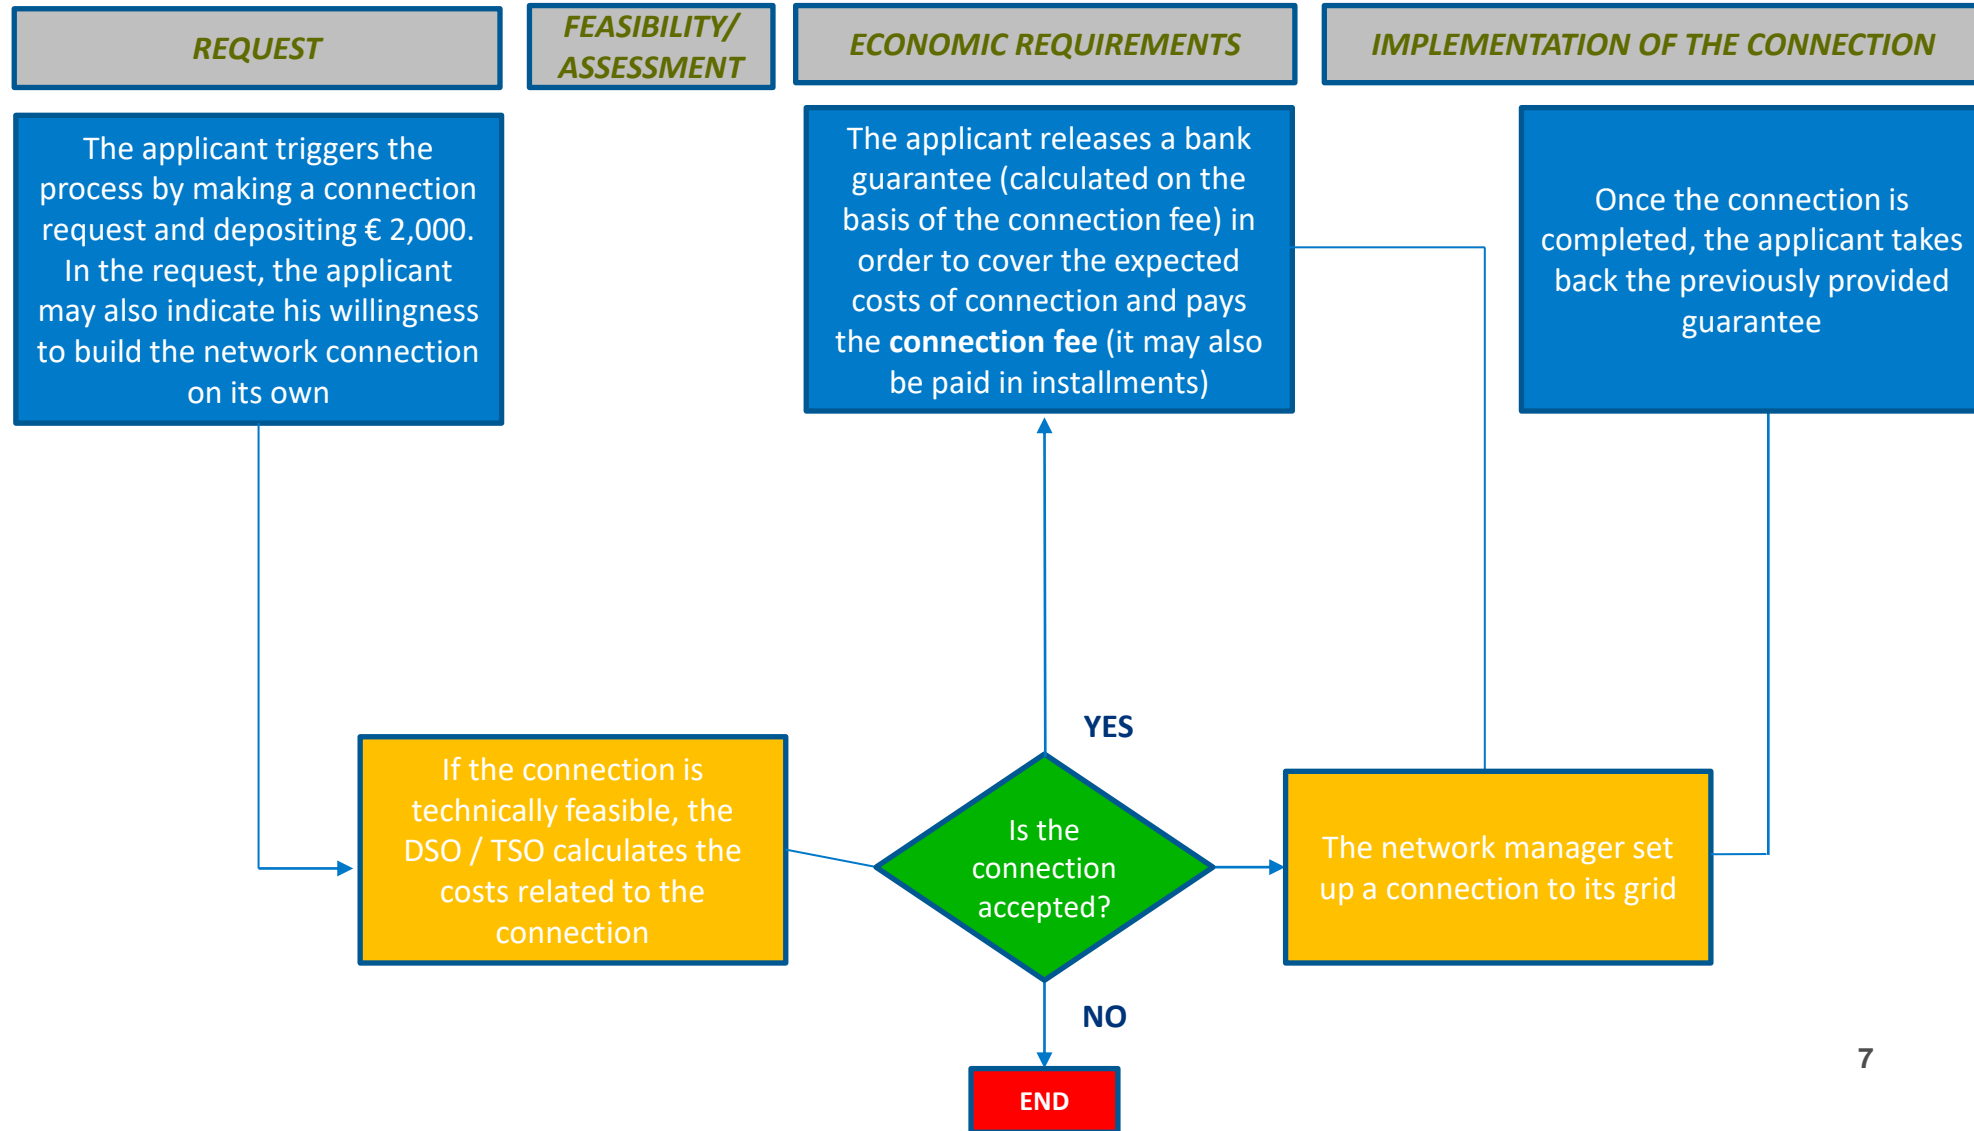 REQUEST
FEASIBILITY/
ASSESSMENT
ECONOMIC REQUIREMENTS
IMPLEMENTATION OF THE CONNECTION
The applicant triggers the
process by making a connection
request and depositing € 2,000.
In the request, the applicant
may also indicate his willingness
to build the network connection
on its own
The applicant releases a bank
guarantee (calculated on the
basis of the connection fee) in
order to cover the expected
costs of connection and pays
the connection fee (it may also
be paid in installments)
Once the connection is
completed, the applicant takes
back the previously provided
guarantee
YES
If the connection is
technically feasible, the
DSO / TSO calculates the
costs related to the
connection
Is the
connection
accepted?
The network manager set
up a connection to its grid
NO
END
7